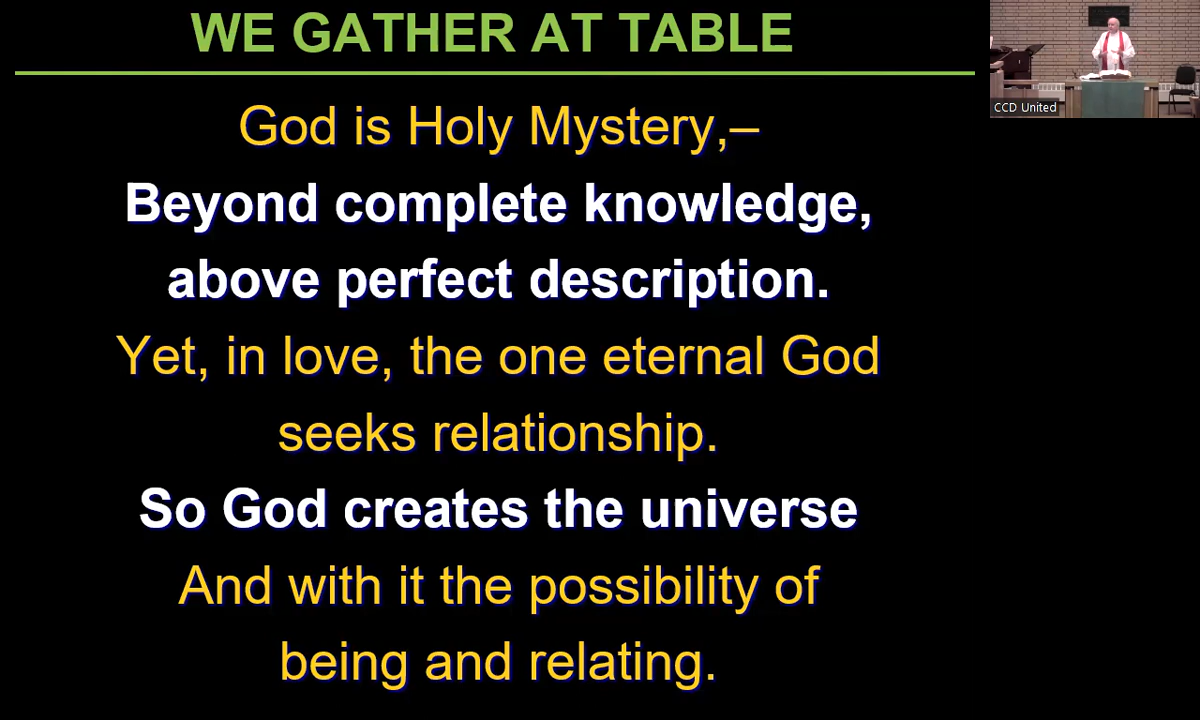 WE GATHER AT TABLE
God is Holy Mystery,–
Beyond complete knowledge,
above perfect description.
Yet, in love, the one eternal God
seeks relationship.
So God creates the universe
And with it the possibility of
being and relating.
CCD United